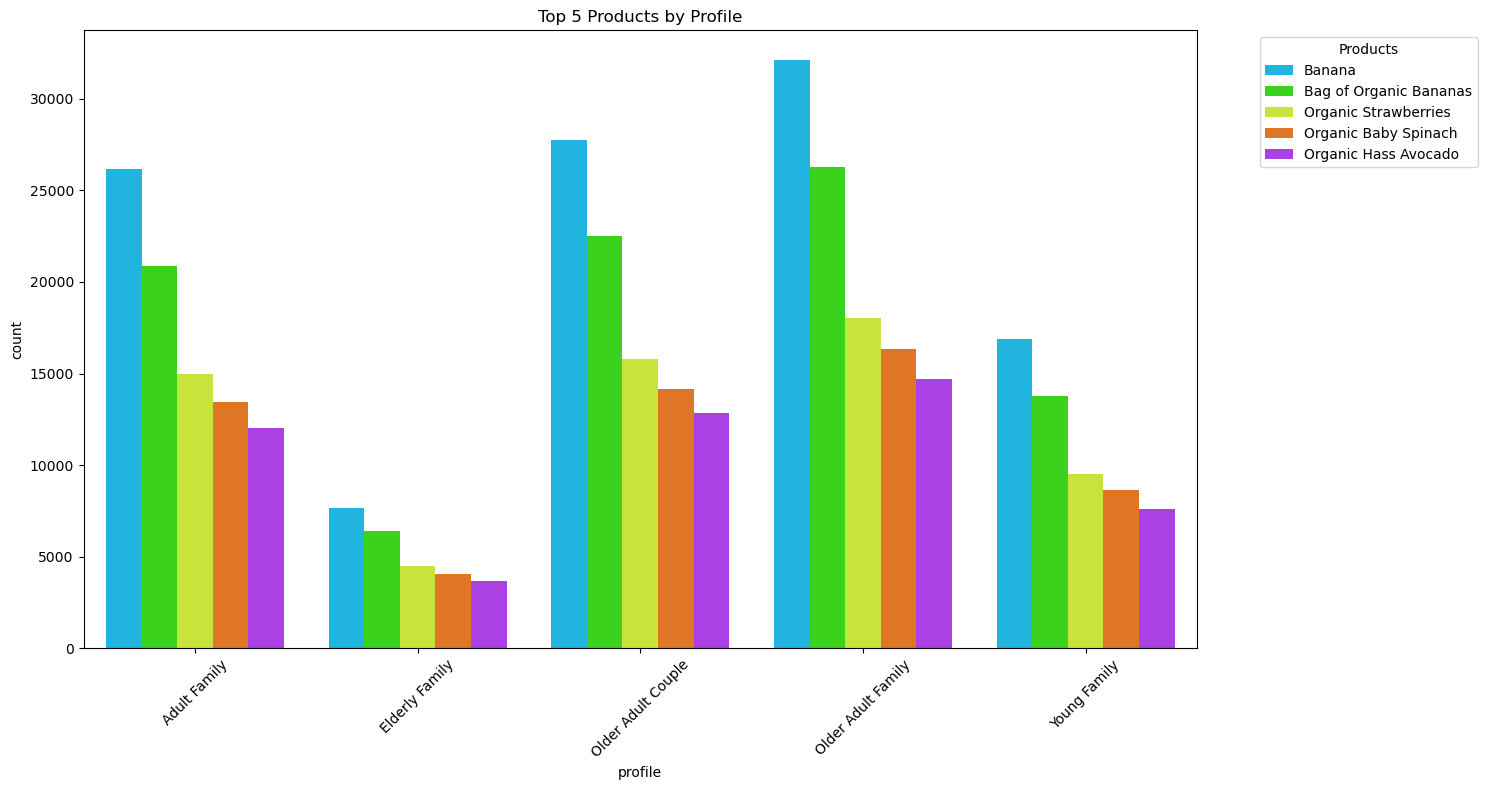 Top 5 Products by Profile
Products
Banana
Bag of Organic Bananas
Organic Strawberries
Organic Baby Spinach
Organic Hass Avocado
count
30000
25000
20000
15000
10000
5000
0
Adult Family
Elderly Family
Older Adult Couple
Older Adult Family
Young Family
profile